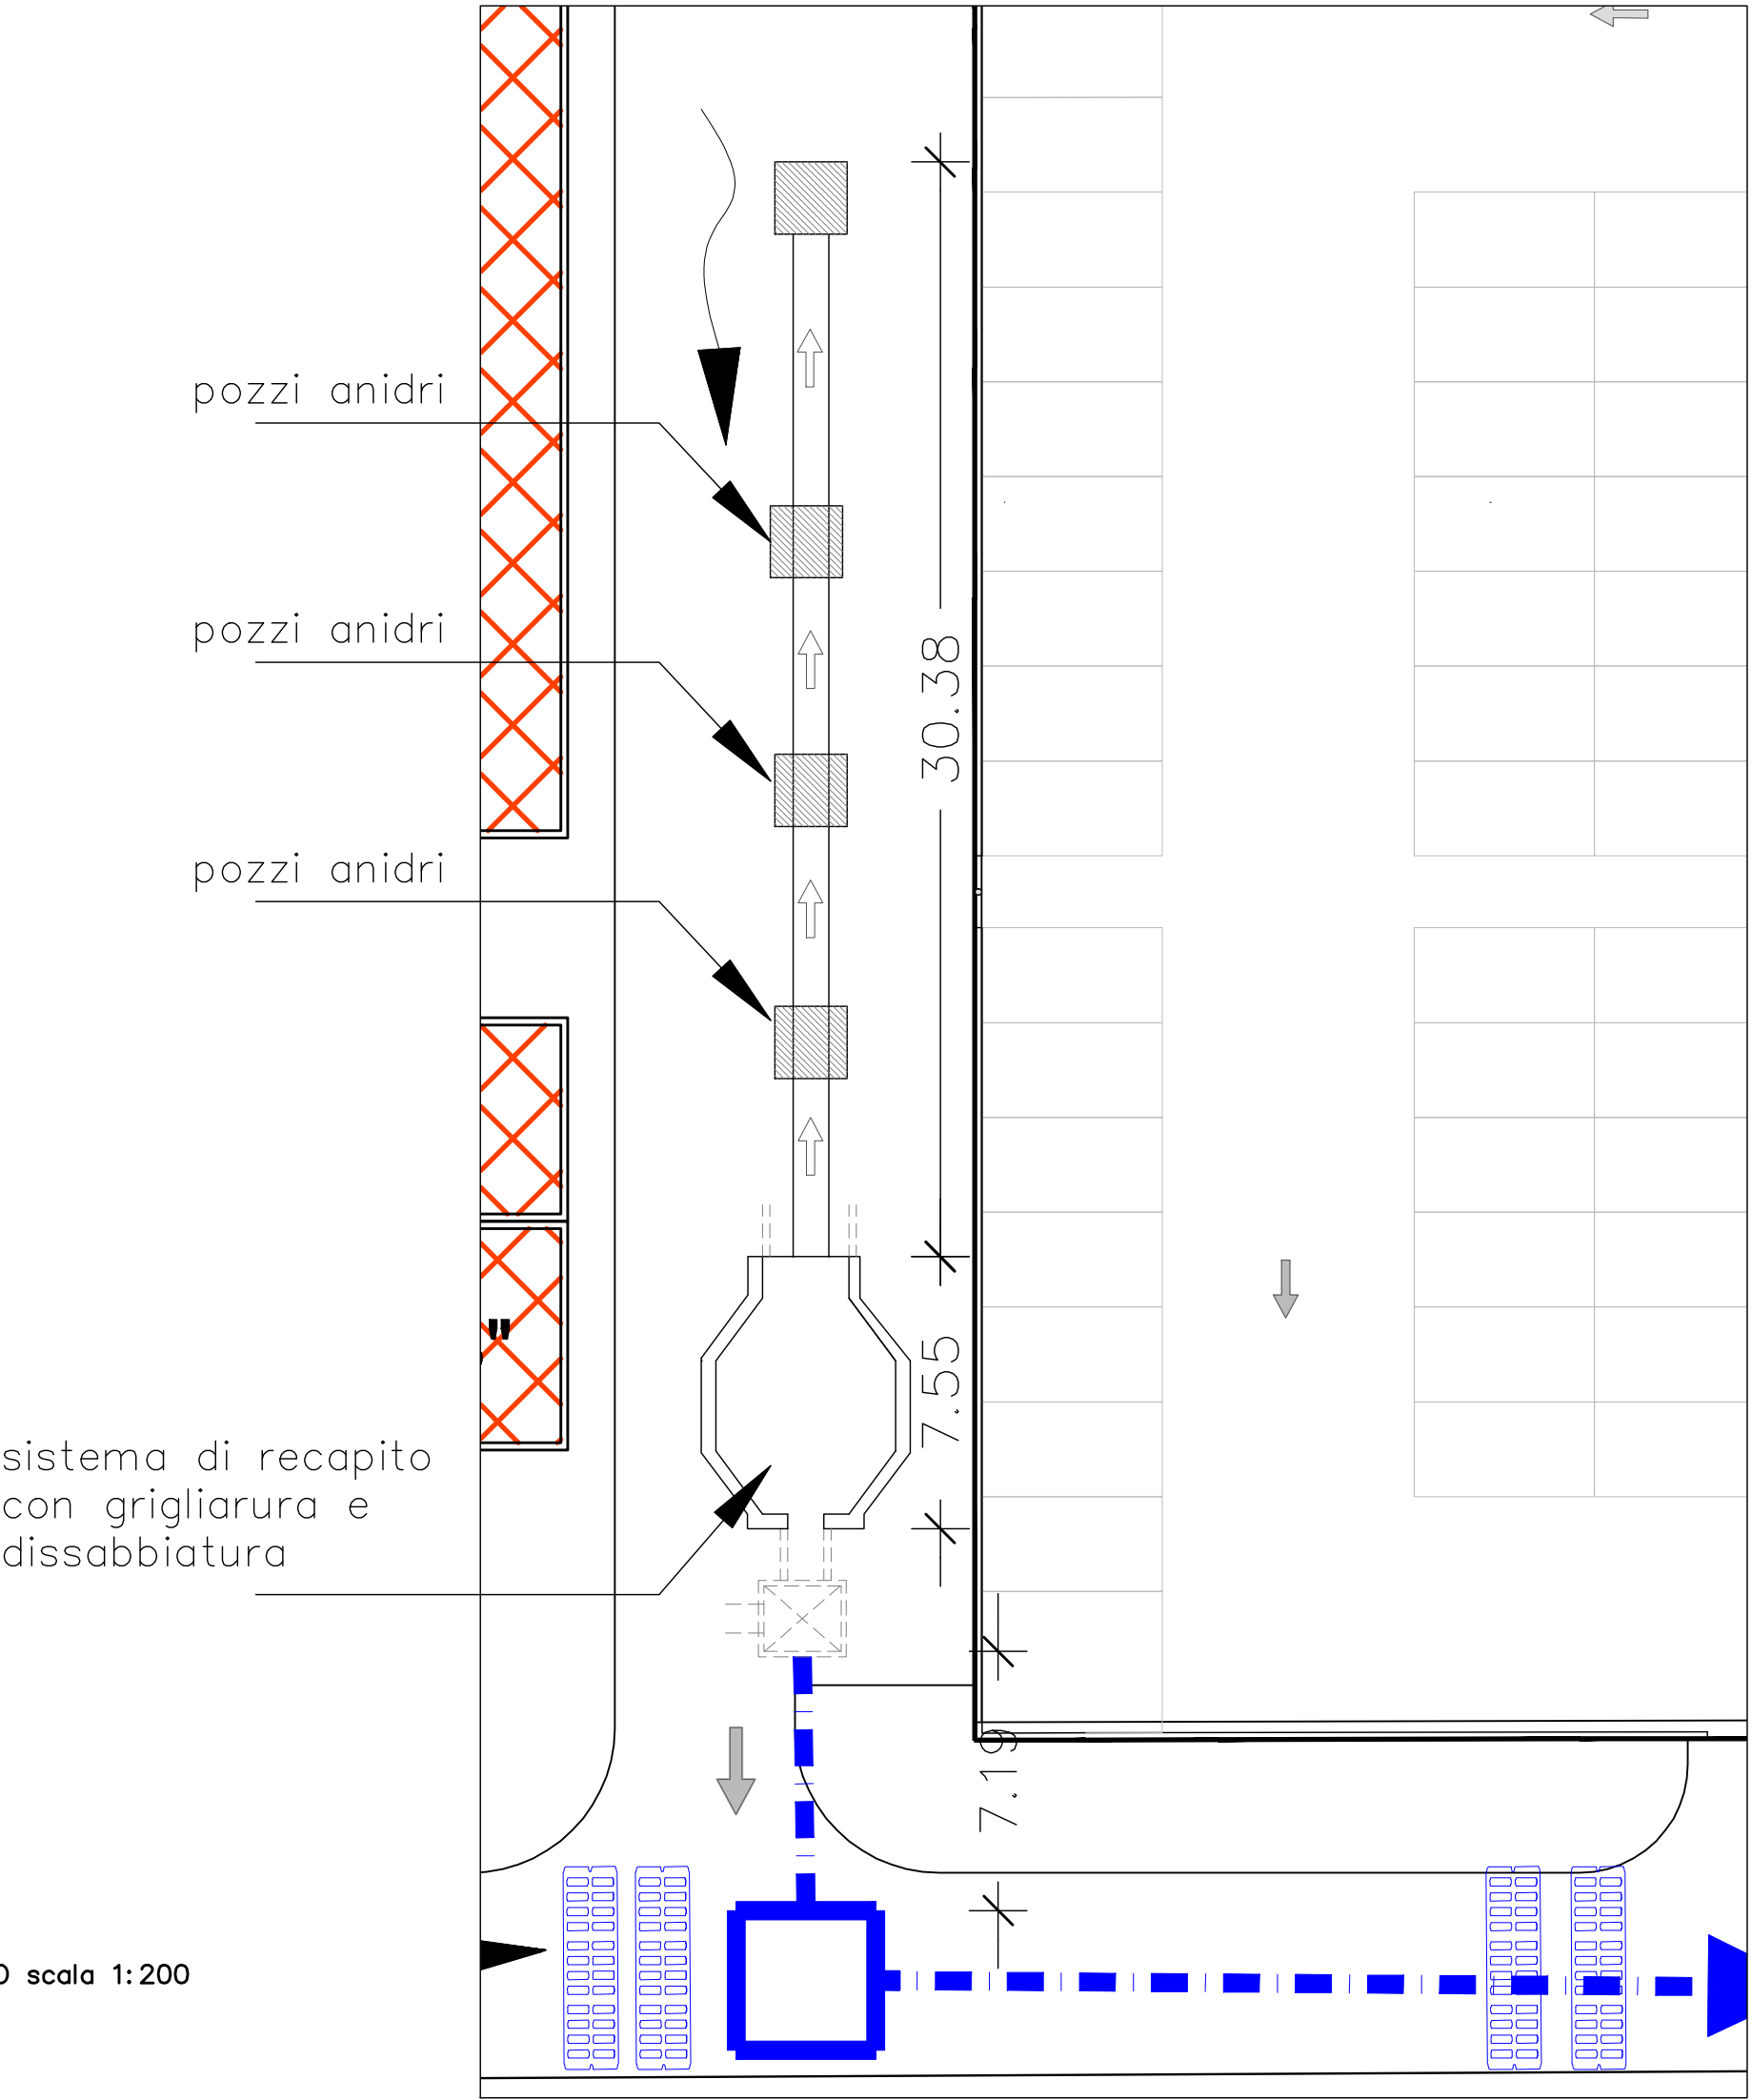 pozzi anidri
pozzi anidri
30.38
pozzi anidri
"
7.55
sistema di recapito
con grigliarura e
dissabbiatura
7.19
scala 1:200